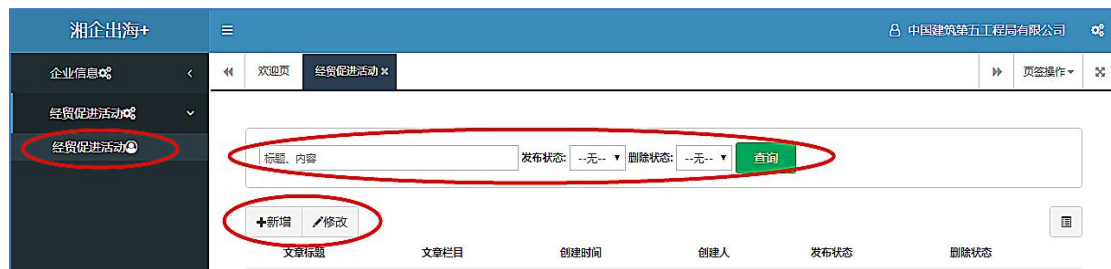 湘企出海+
中国建筑第五工程局有限公司
企业信息
欢迎页 经贸促进活动
页签操作
经贸促进活动
经贸促进活动
标题、内容 发布状态: --无-- 删除状态: --无-- 查询
新增 修改
文章标题 文章栏目 创建时间 创建人 发布状态 删除状态